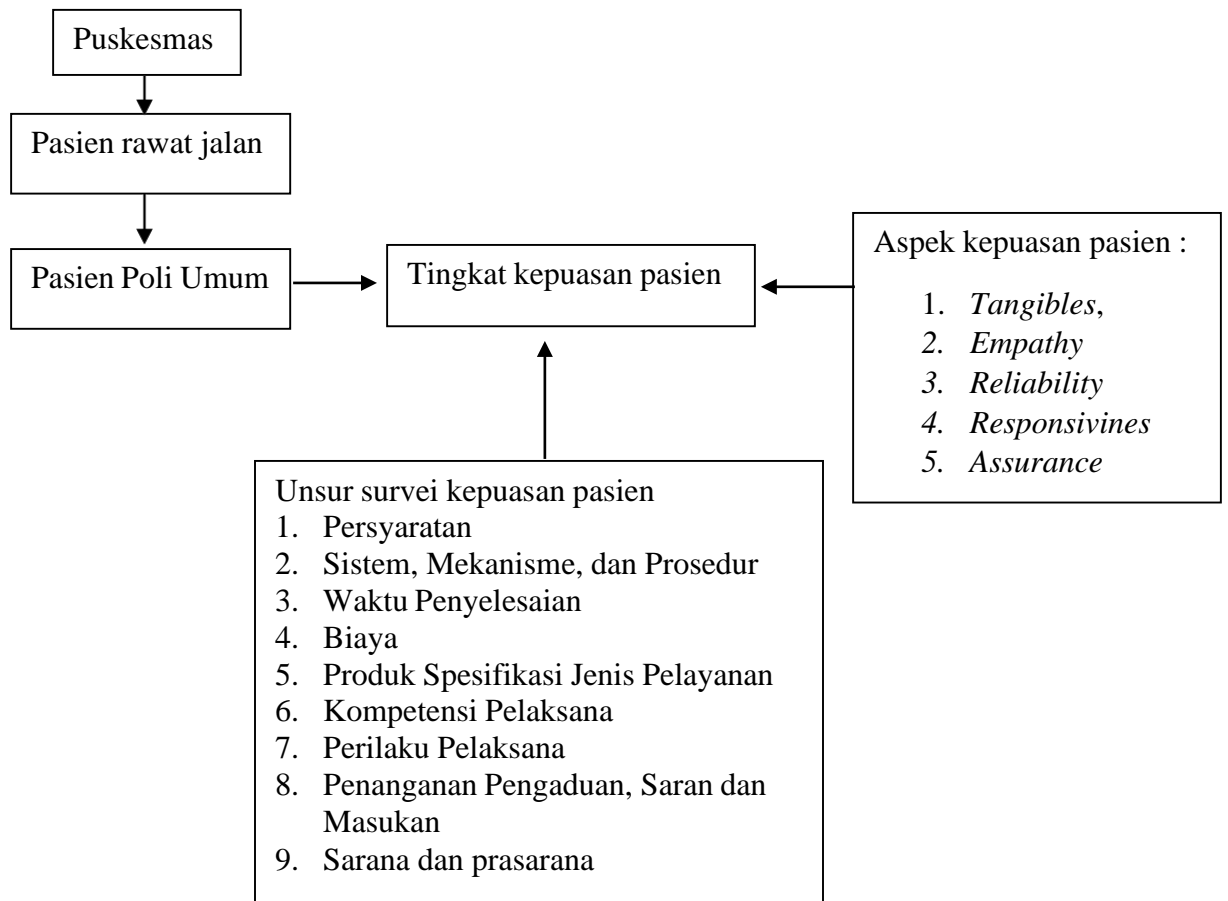 Puskesmas
Pasien rawat jalan
Pasien Poli Umum
Tingkat kepuasan pasien
Aspek kepuasan pasien :
1. Tangibles,
2. Empathy
3. Reliability
4. Responsivines
5. Assurance
Unsur survei kepuasan pasien
1. Persyaratan
2. Sistem, Mekanisme, dan Prosedur
3. Waktu Penyelesaian
4. Biaya
5. Produk Spesifikasi Jenis Pelayanan
6. Kompetensi Pelaksana
7. Perilaku Pelaksana
8. Penanganan Pengaduan, Saran dan
Masukan
9. Sarana dan prasarana